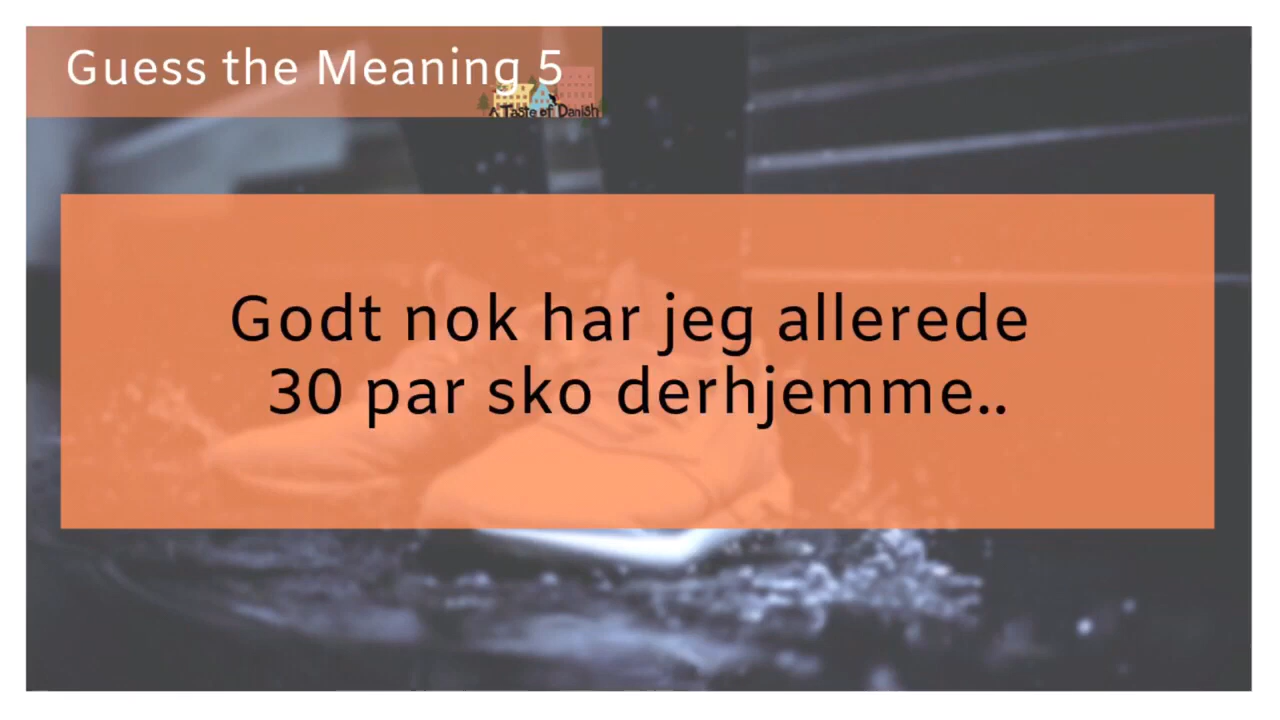 Guess the Meaning 5
A Taste of Danish
Godt nok har jeg allerede
30 par sko derhjemme..